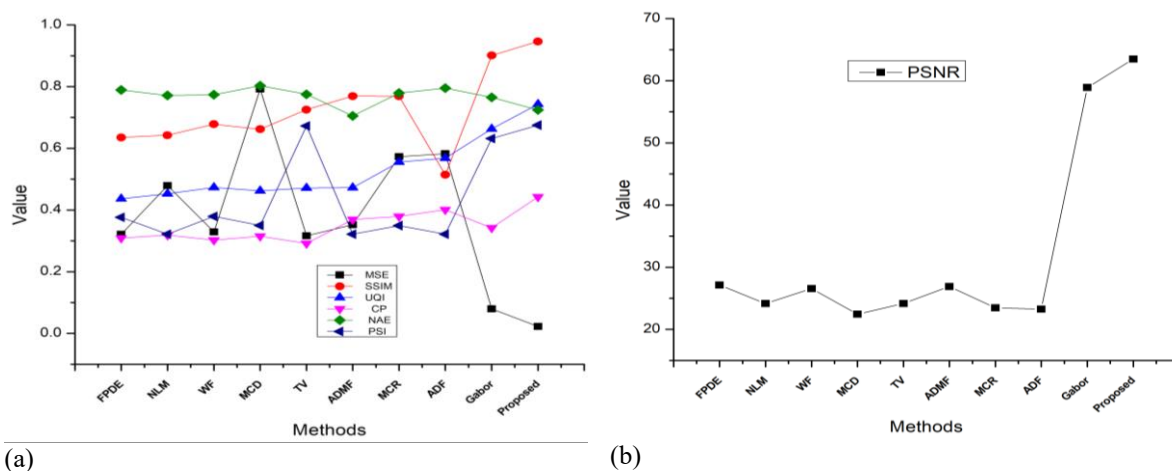 1.0
0.8
0.6
0.4
0.2
0.0
Value
MSE
SSIM
UQI
CP
NAE
PSI
FPDE
NLM
WF
MCD
TV
ADMF
MCR
ADF
Gabor
Proposed
Methods
(a)
70
60
50
40
30
20
Value
PSNR
FPDE
NLM
WF
MCD
TV
ADMF
MCR
ADF
Gabor
Proposed
Methods
(b)